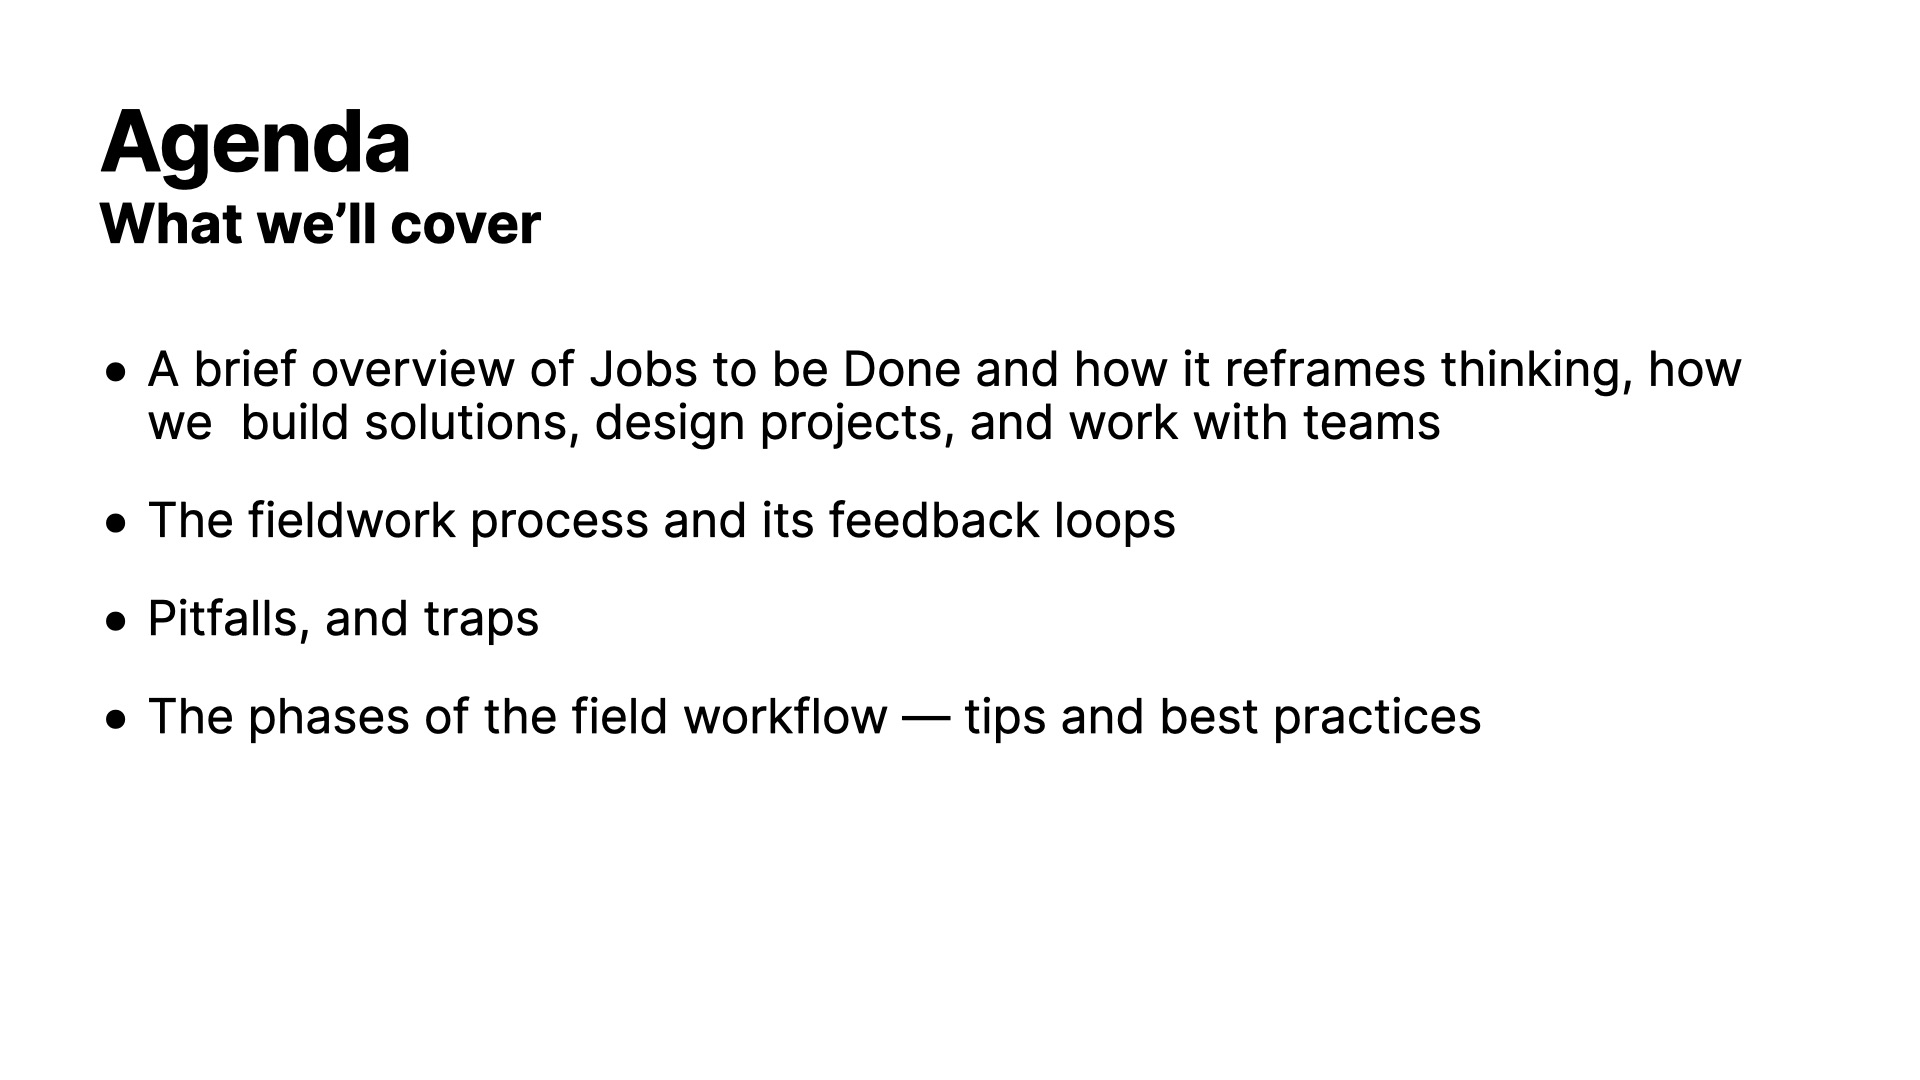 Agenda
What we’ll cover
• A brief overview of Jobs to be Done and how it reframes thinking, how
we  build solutions, design projects, and work with teams
• The fieldwork process and its feedback loops
• Pitfalls, and traps
• The phases of the field workflow — tips and best practices